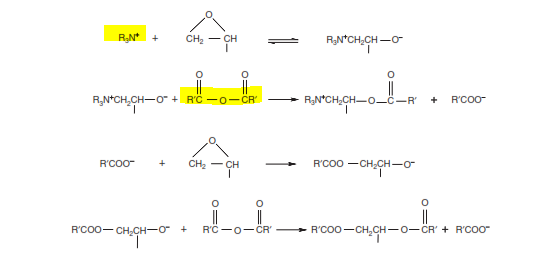 O
R₃N⁺ + CH₂ — CH R₃N⁺CH₂CH—O⁻
O O O
R₃N⁺CH₂CH—O⁻ + R'C —O—CR' R₃N⁺CH₂CH—O—C—R' + R'COO⁻
O
R'COO⁻ + CH₂ — CH R'COO —CH₂CH—O⁻
O O O
R'COO— CH₂CH—O⁻ + R'C—O—CR' R'COO —CH₂CH—O—CR' + R'COO⁻